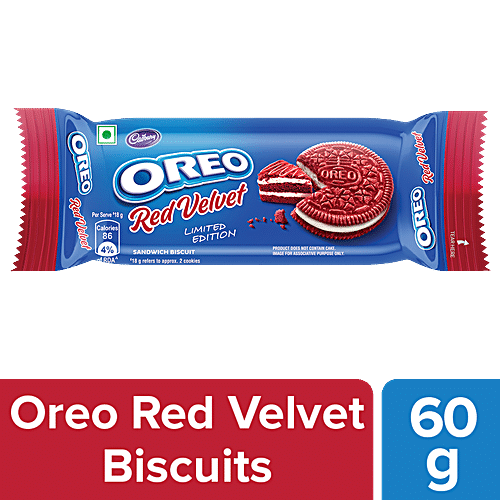 Cadbury
OREO
Red Velvet
LIMITED
EDITION
Per Serve *18 g
Calories
86
4%
SANDWICH BISCUIT
*18 g refers to approx. 2 cookies
OREO
PRODUCT DOES NOT CONTAIN CAKE.
IMAGE FOR ASSOCIATIVE PURPOSE ONLY.
OREO
Red Velvet
OREO
Red Velvet
TEAR HERE
Oreo Red Velvet
Biscuits
60
g